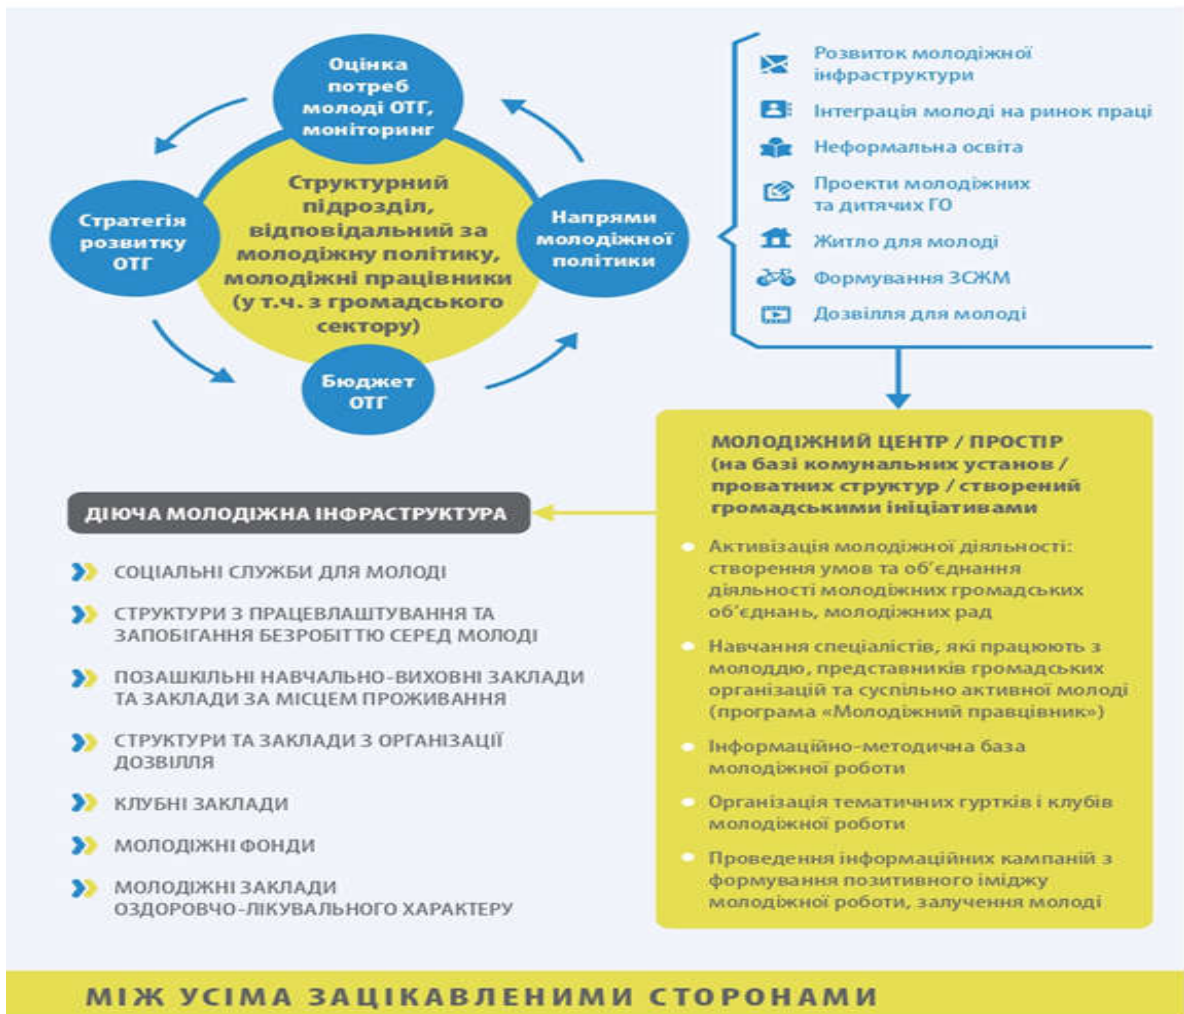 Оцінка
потреб
молоді ОТГ,
моніторинг
Стратегія
розвитку
ОТГ
Структурний
підрозділ,
відповідальний за
молодіжну політику,
молодіжні працівники
(у т.ч. з громадського
сектору)
Напрями
молодіжної
політики
Бюджет
ОТГ
Розвиток молодіжної
інфраструктури
Інтеграція молоді на ринок праці
Неформальна освіта
Проекти молодіжних
та дитячих ГО
Житло для молоді
Формування ЗСЖМ
Дозвілля для молоді
МОЛОДІЖНИЙ ЦЕНТР / ПРОСТІР
(на базі комунальних установ /
проватних структур / створений
громадськими ініціативами
Активізація молодіжної діяльності:
створення умов та об’єднання
діяльності молодіжних громадських
об’єднань, молодіжних рад
Навчання спеціалістів, які працюють з
молоддю, представників громадських
організацій та суспільно активної молоді
(програма «Молодіжний правцівник»)
Інформаційно-методична база
молодіжної роботи
Організація тематичних гуртків і клубів
молодіжної роботи
Проведення інформаційних кампаній з
формування позитивного іміджу
молодіжної роботи, залучення молоді
ДІЮЧА МОЛОДІЖНА ІНФРАСТРУКТУРА
СОЦІАЛЬНІ СЛУЖБИ ДЛЯ МОЛОДІ
СТРУКТУРИ З ПРАЦЕВЛАШТУВАННЯ ТА
ЗАПОБІГАННЯ БЕЗРОБІТТЮ СЕРЕД МОЛОДІ
ПОЗАШКІЛЬНІ НАВЧАЛЬНО-ВИХОВНІ ЗАКЛАДИ
ТА ЗАКЛАДИ ЗА МІСЦЕМ ПРОЖИВАННЯ
СТРУКТУРИ ТА ЗАКЛАДИ З ОРГАНІЗАЦІЇ
ДОЗВІЛЛЯ
КЛУБНІ ЗАКЛАДИ
МОЛОДІЖНІ ФОНДИ
МОЛОДІЖНІ ЗАКЛАДИ
ОЗДОРОВЧО-ЛІКУВАЛЬНОГО ХАРАКТЕРУ
МІЖ УСІМА ЗАЦІКАВЛЕНИМИ СТОРОНАМИ